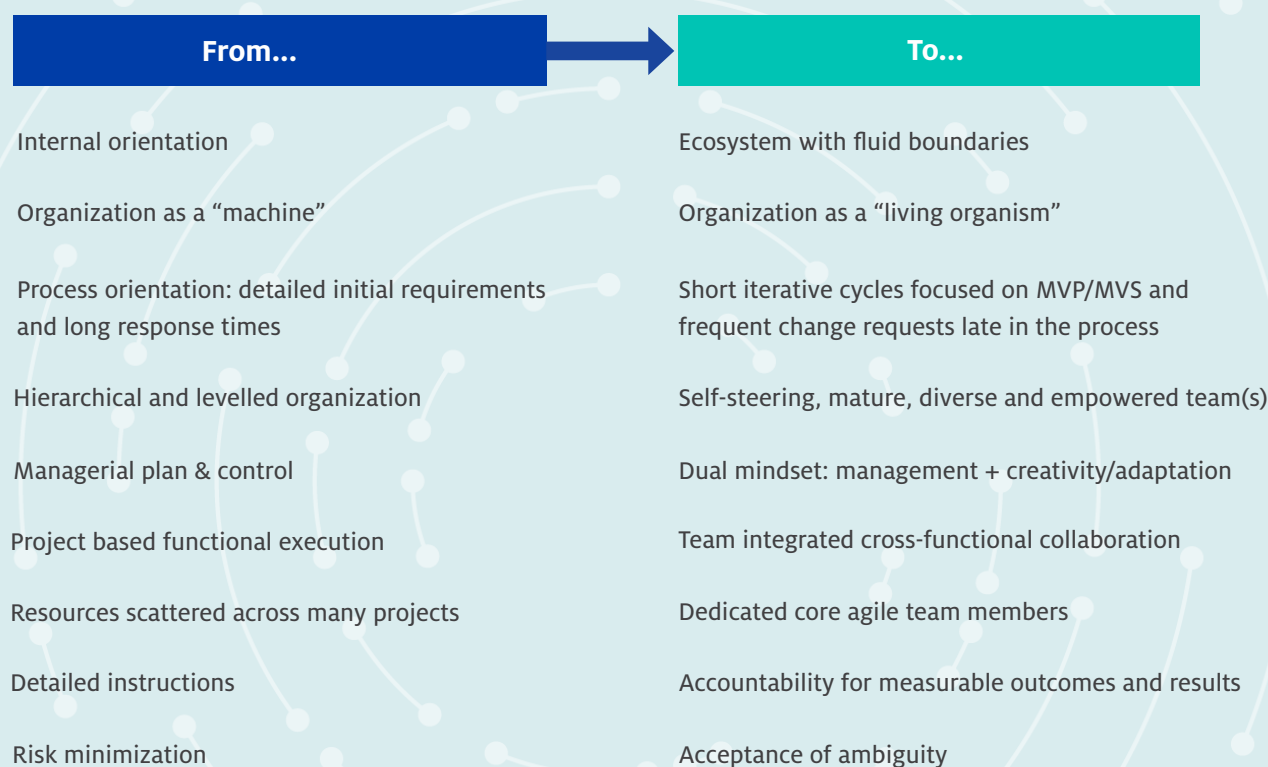 From...
To...
Internal orientation
Ecosystem with fluid boundaries
Organization as a “machine”
Organization as a “living organism”
Process orientation: detailed initial requirements
and long response times
Short iterative cycles focused on MVP/MVS and
frequent change requests late in the process
Hierarchical and levelled organization
Self-steering, mature, diverse and empowered team(s)
Managerial plan & control
Dual mindset: management + creativity/adaptation
Project based functional execution
Team integrated cross-functional collaboration
Resources scattered across many projects
Dedicated core agile team members
Detailed instructions
Accountability for measurable outcomes and results
Risk minimization
Acceptance of ambiguity